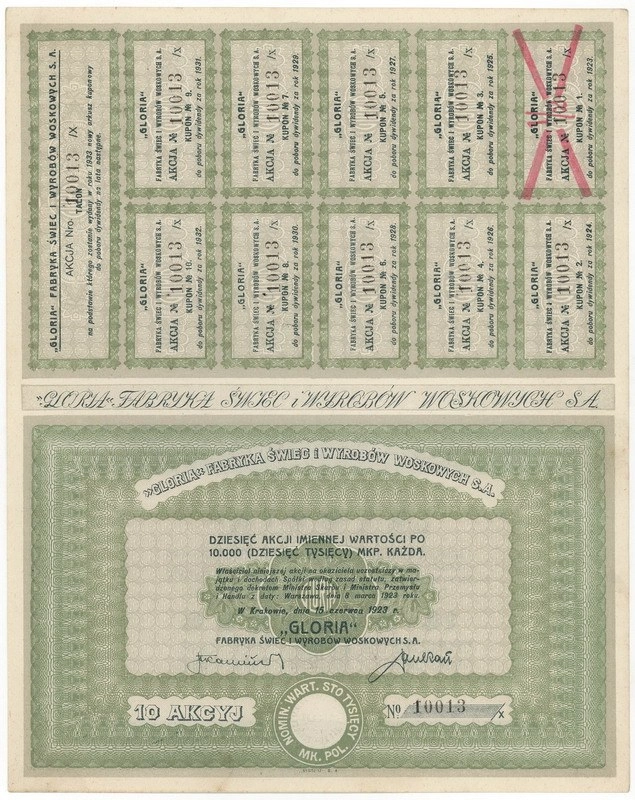 „GLORIA“ FABRYKA ŚWIEC I WYROBÓW WOSKOWYCH S. A.
AKCJA Nro. 10013 /X
TALON
na podstawie którego zostanie wydany w roku 1933 nowy arkusz kuponowy
do poboru dywidendy za lata następne.
„GLORIA“
FABRYKA ŚWIEC I WYROBÓW WOSKOWYCH S. A.
AKCJA № 10013 /X
KUPON № 9.
do poboru dywidendy za rok 1931.
„GLORIA“
FABRYKA ŚWIEC I WYROBÓW WOSKOWYCH S. A.
AKCJA № 10013 /X
KUPON № 7.
do poboru dywidendy za rok 1929.
„GLORIA“
FABRYKA ŚWIEC I WYROBÓW WOSKOWYCH S. A.
AKCJA № 10013 /X
KUPON № 5.
do poboru dywidendy za rok 1927.
„GLORIA“
FABRYKA ŚWIEC I WYROBÓW WOSKOWYCH S. A.
AKCJA № 10013 /X
KUPON № 3.
do poboru dywidendy za rok 1925.
„GLORIA“
FABRYKA ŚWIEC I WYROBÓW WOSKOWYCH S. A.
AKCJA № 10013 /X
KUPON № 1.
do poboru dywidendy za rok 1923.
„GLORIA“
FABRYKA ŚWIEC I WYROBÓW WOSKOWYCH S. A.
AKCJA № 10013 /X
KUPON № 10.
do poboru dywidendy za rok 1932.
„GLORIA“
FABRYKA ŚWIEC I WYROBÓW WOSKOWYCH S. A.
AKCJA № 10013 /X
KUPON № 8.
do poboru dywidendy za rok 1930.
„GLORIA“
FABRYKA ŚWIEC I WYROBÓW WOSKOWYCH S. A.
AKCJA № 10013 /X
KUPON № 6.
do poboru dywidendy za rok 1928.
„GLORIA“
FABRYKA ŚWIEC I WYROBÓW WOSKOWYCH S. A.
AKCJA № 10013 /X
KUPON № 4.
do poboru dywidendy za rok 1926.
„GLORIA“
FABRYKA ŚWIEC I WYROBÓW WOSKOWYCH S. A.
AKCJA № 10013 /X
KUPON № 2.
do poboru dywidendy za rok 1924.
„GLORIA“ FABRYKA ŚWIEC i WYROBÓW WOSKOWYCH S.A.
„GLORIA“ FABRYKA ŚWIEC I WYROBÓW WOSKOWYCH S.A.
DZIESIĘĆ AKCJI IMIENNEJ WARTOŚCI PO
10.000 (DZIESIĘĆ TYSIĘCY) MKP. KAŻDA.
Właściciel niniejszej akcji na okaziciela uczestniczy w ma-
jątku i dochodach Spółki według zasad statutu, zatwier-
dzonego dekretem Ministra Skarbu i Ministra Przemysłu
i Handlu z daty: Warszawa, dnia 8 marca 1923 roku.
W Krakowie, dnia 15 czerwca 1923 r.
„GLORIA“
FABRYKA ŚWIEC I WYROBÓW WOSKOWYCH S. A.
10 AKCYJ
NOMIN. WART. STO TYSIĘCY
MK. POL.
№ 10013 /X